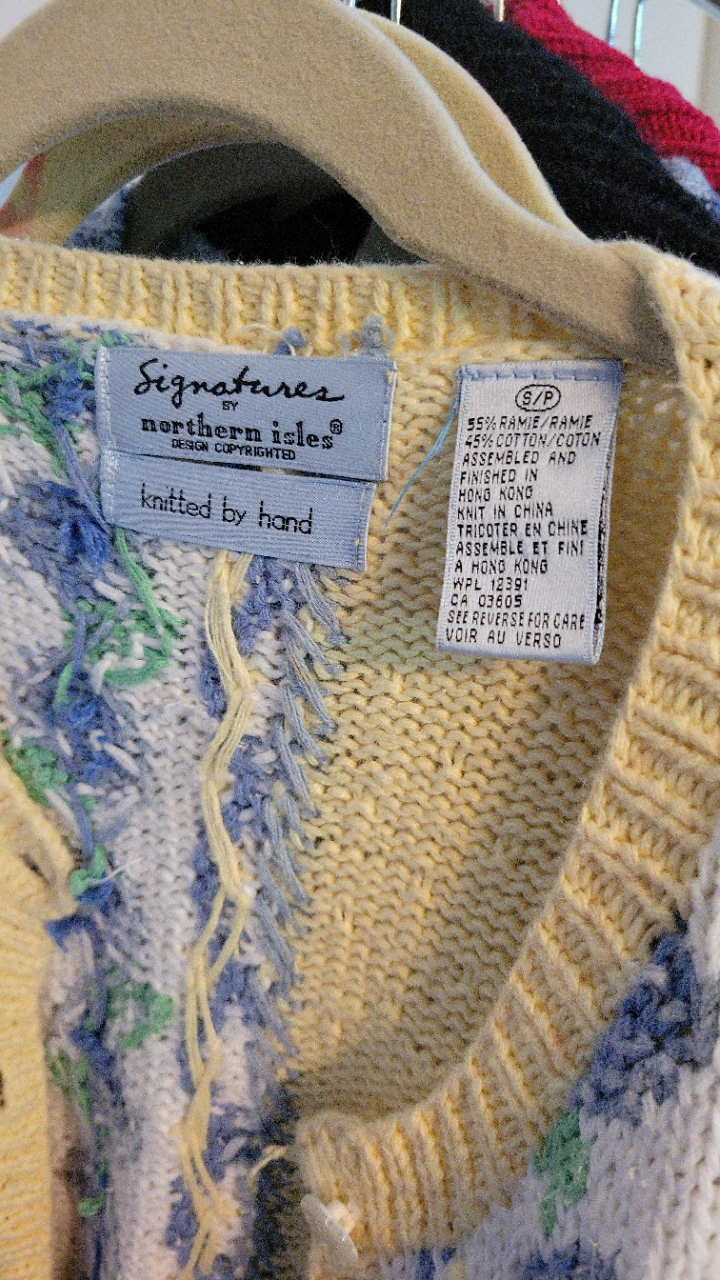 Signatures
BY
northern isles®
DESIGN COPYRIGHTED
knitted by hand
S/P
55% RAMIE/RAMIE
45% COTTON/COTON
ASSEMBLED AND
FINISHED IN
HONG KONG
KNIT IN CHINA
TRICOTER EN CHINE
ASSEMBLE ET FINI
A HONG KONG
WPL 12391
CA 03605
SEE REVERSE FOR CARE
VOIR AU VERSO